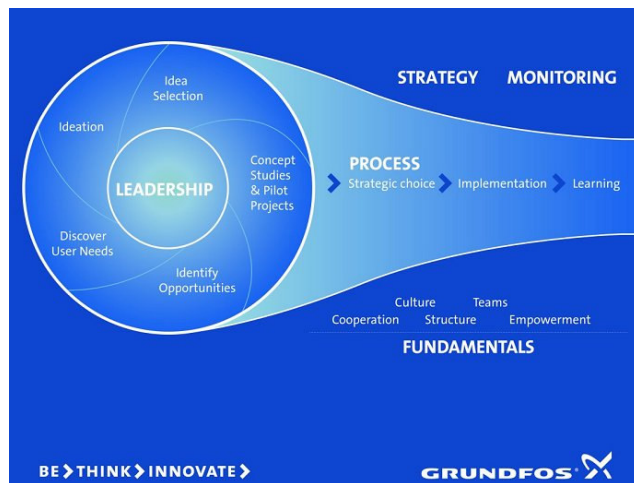 STRATEGY MONITORING
Idea
Selection
Ideation
LEADERSHIP
Concept
Studies
& Pilot
Projects
Discover
User Needs
Identify
Opportunities
PROCESS
Strategic choice Implementation Learning
Culture Teams
Cooperation Structure Empowerment
FUNDAMENTALS
BE > THINK > INNOVATE >
GRUNDFOS